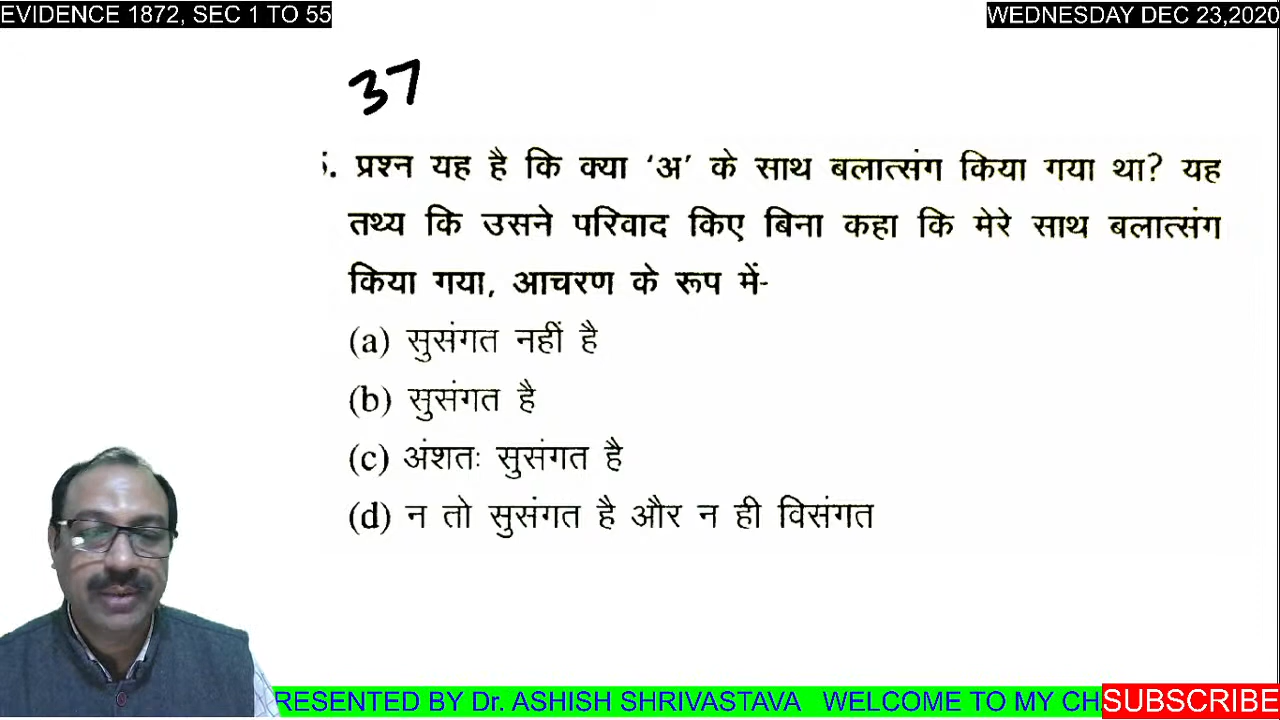 EVIDENCE 1872, SEC 1 TO 55
WEDNESDAY DEC 23,2020
37
प्रश्न यह है कि क्या ‘अ’ के साथ बलात्संग किया गया था? यह
तथ्य कि उसने परिवाद किए बिना कहा कि मेरे साथ बलात्संग
किया गया, आचरण के रूप में-
(a) सुसंगत नहीं है
(b) सुसंगत है
(c) अंशतः सुसंगत है
(d) न तो सुसंगत है और न ही विसंगत
RESENTED BY Dr. ASHISH SHRIVASTAVA WELCOME TO MY CH
SUBSCRIBE